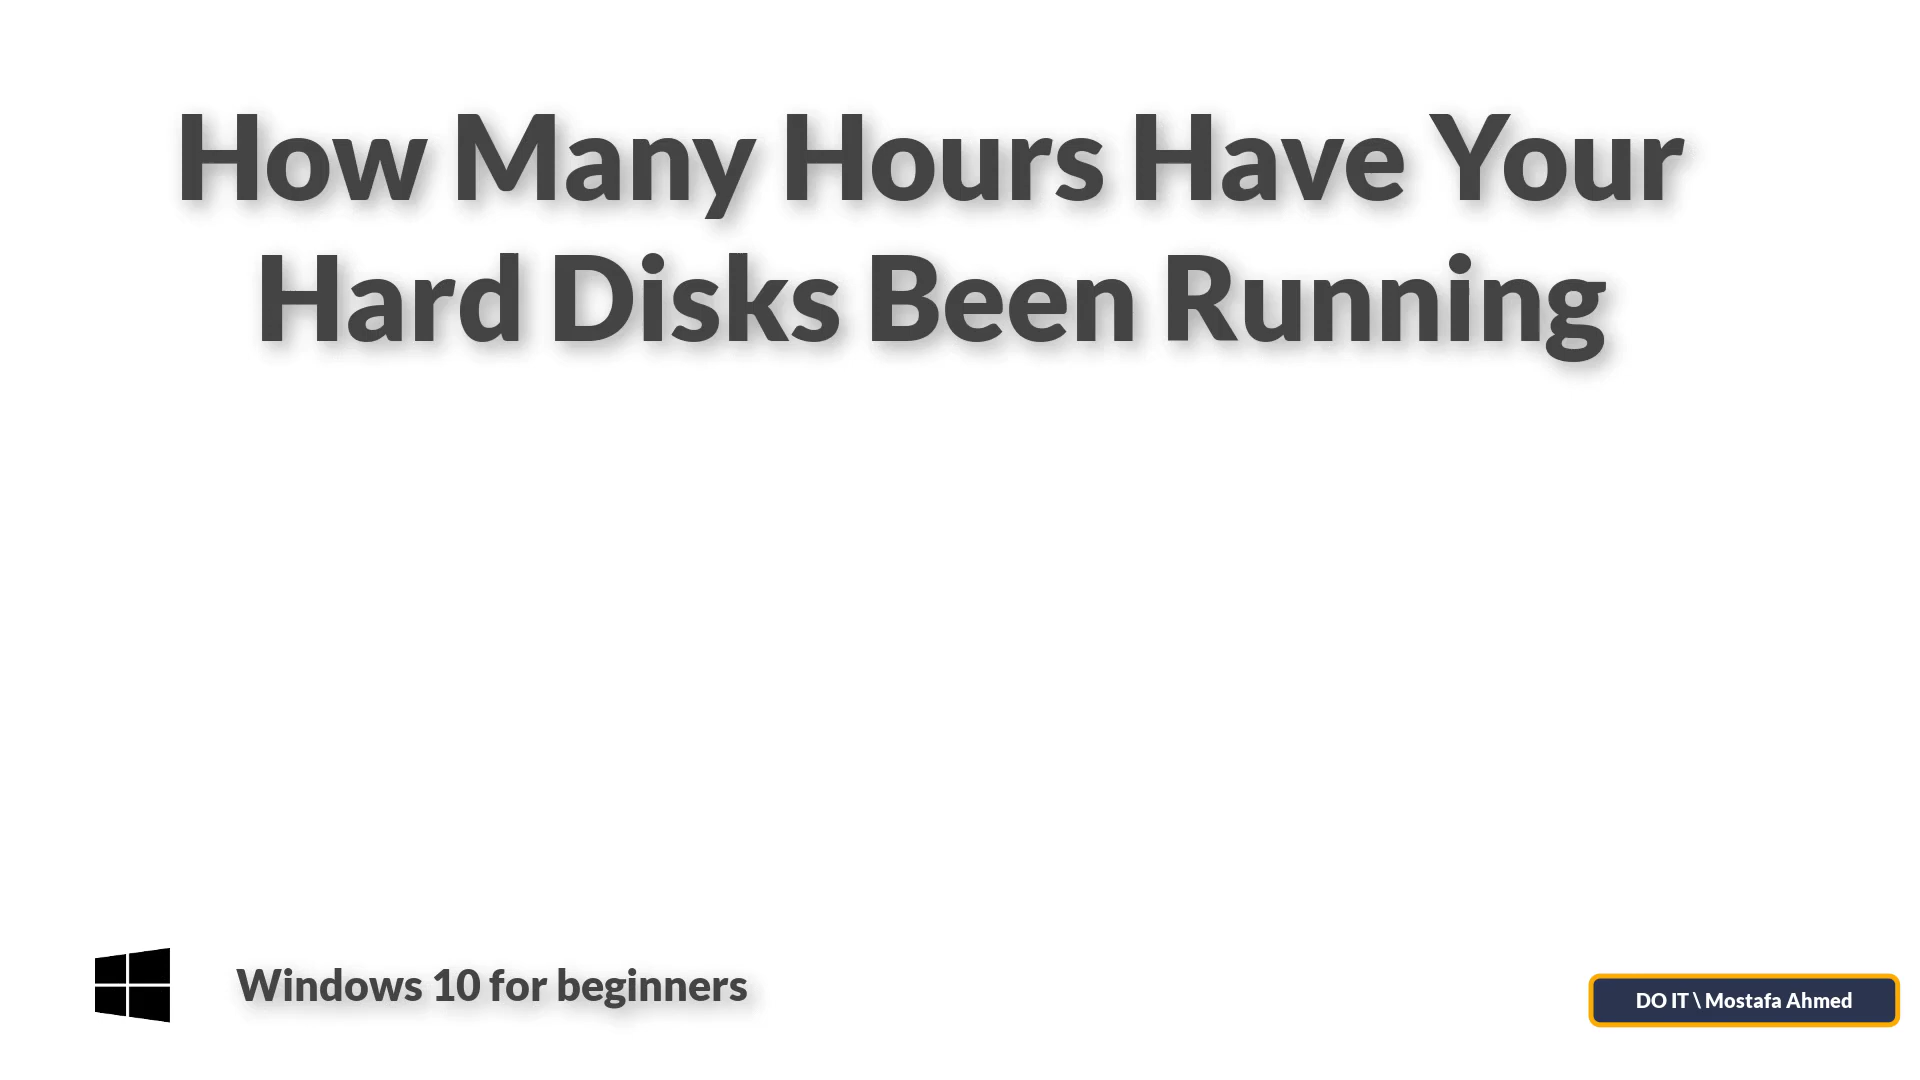 How Many Hours Have Your
Hard Disks Been Running
Windows 10 for beginners
DO IT \ Mostafa Ahmed